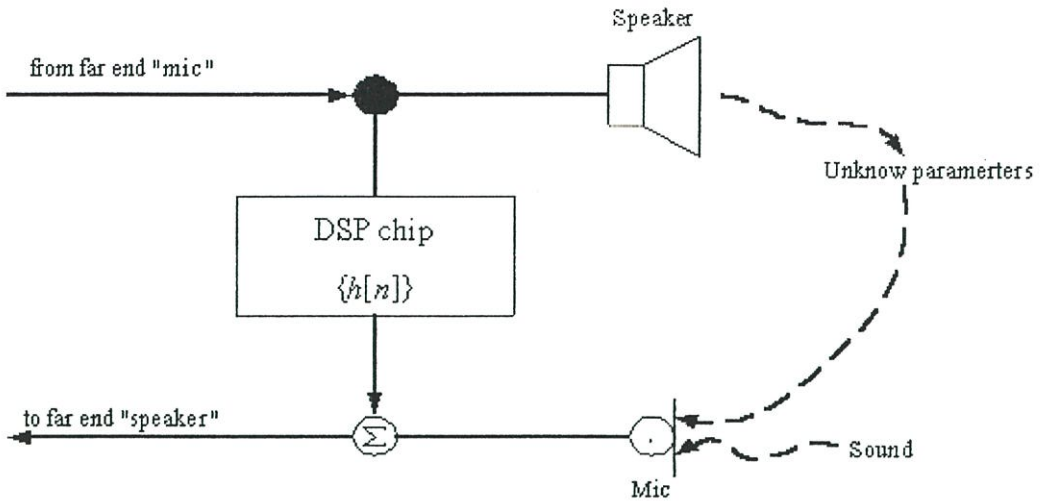 Speaker
from far end "mic"
Unknow paramerters
DSP chip
{h[n]}
to far end "speaker"
Σ
Sound
Mic